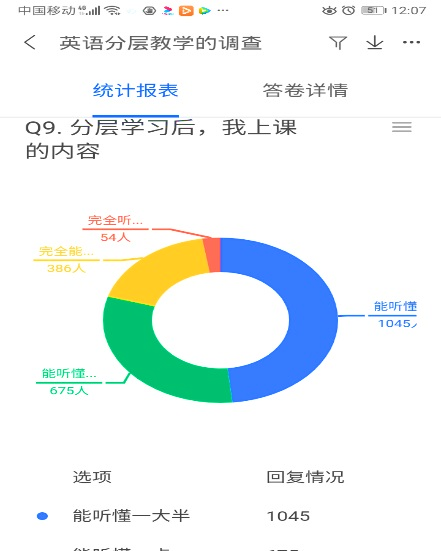 中国移动 4G 51 12:07
英语分层教学的调查
统计报表 答卷详情
Q9. 分层学习后，我上课
的内容
完全听...
54人
完全能...
386人
能听懂
1045
能听懂...
675人
选项 回复情况
能听懂一大半 1045